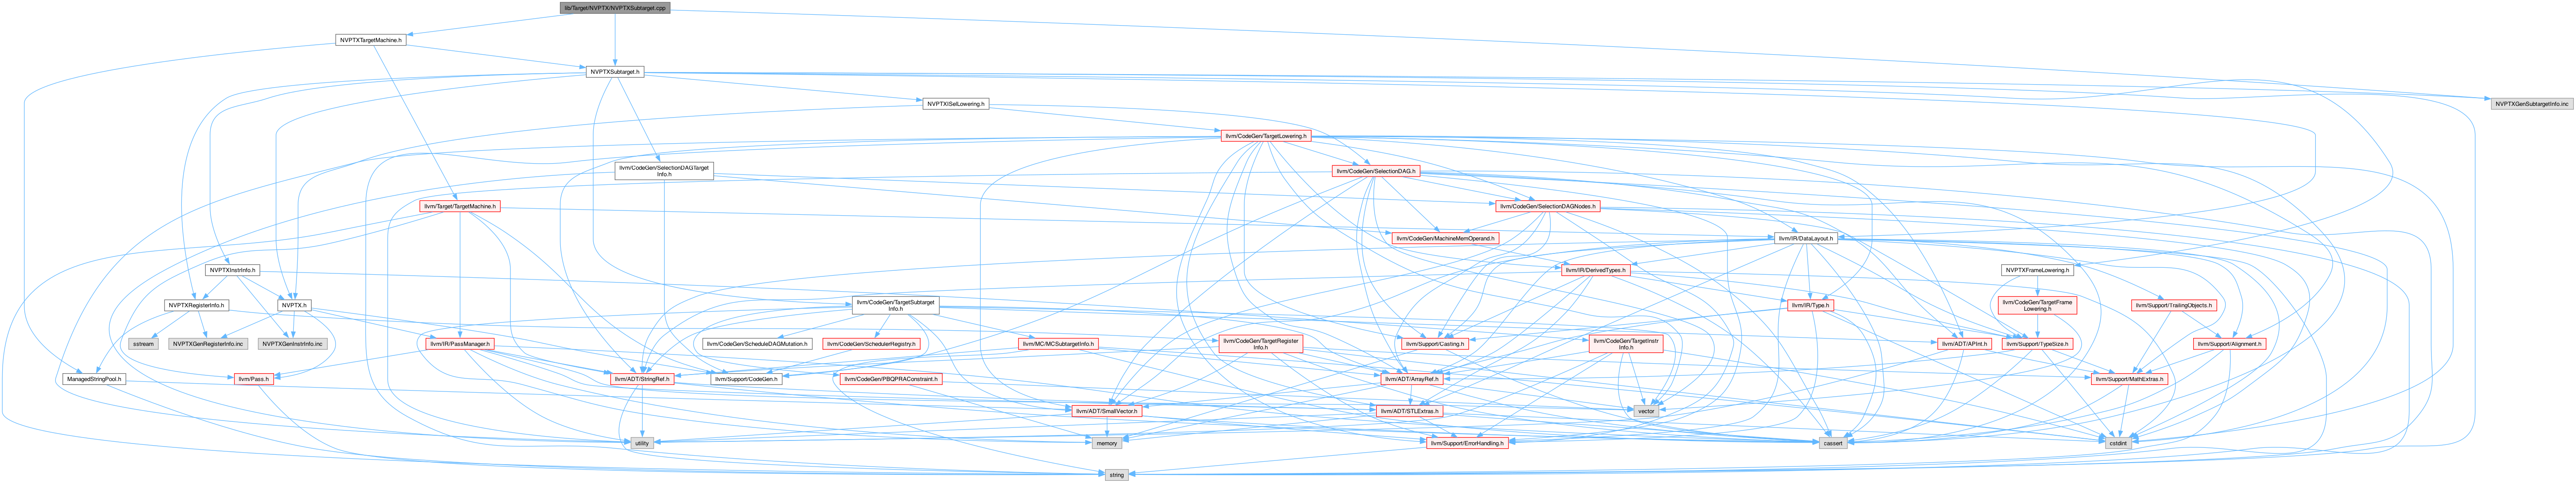 lib/Target/NVPTX/NVPTXSubtarget.cpp
NVPTXTargetMachine.h
NVPTXSubtarget.h
NVPTXISelLowering.h
NVPTXGenSubtargetInfo.inc
llvm/CodeGen/TargetLowering.h
llvm/CodeGen/SelectionDAGTarget
Info.h
llvm/CodeGen/SelectionDAG.h
llvm/Target/TargetMachine.h
llvm/CodeGen/SelectionDAGNodes.h
llvm/CodeGen/MachineMemOperand.h
llvm/IR/DataLayout.h
NVPTXInstrInfo.h
llvm/IR/DerivedTypes.h
NVPTXFrameLowering.h
NVPTXRegisterInfo.h
NVPTX.h
llvm/CodeGen/TargetSubtarget
Info.h
llvm/IR/Type.h
llvm/CodeGen/TargetFrame
Lowering.h
llvm/Support/TrailingObjects.h
sstream
NVPTXGenRegisterInfo.inc
NVPTXGenInstrInfo.inc
llvm/IR/PassManager.h
llvm/CodeGen/ScheduleDAGMutation.h
llvm/CodeGen/SchedulerRegistry.h
llvm/MC/MCSubtargetInfo.h
llvm/CodeGen/TargetRegister
Info.h
llvm/Support/Casting.h
llvm/CodeGen/TargetInstr
Info.h
llvm/ADT/APInt.h
llvm/Support/TypeSize.h
llvm/Support/Alignment.h
ManagedStringPool.h
llvm/Pass.h
llvm/ADT/StringRef.h
llvm/Support/CodeGen.h
llvm/CodeGen/PBQPRAConstraint.h
llvm/ADT/ArrayRef.h
llvm/Support/MathExtras.h
llvm/ADT/SmallVector.h
llvm/ADT/STLExtras.h
vector
utility
memory
llvm/Support/ErrorHandling.h
cassert
cstdint
string